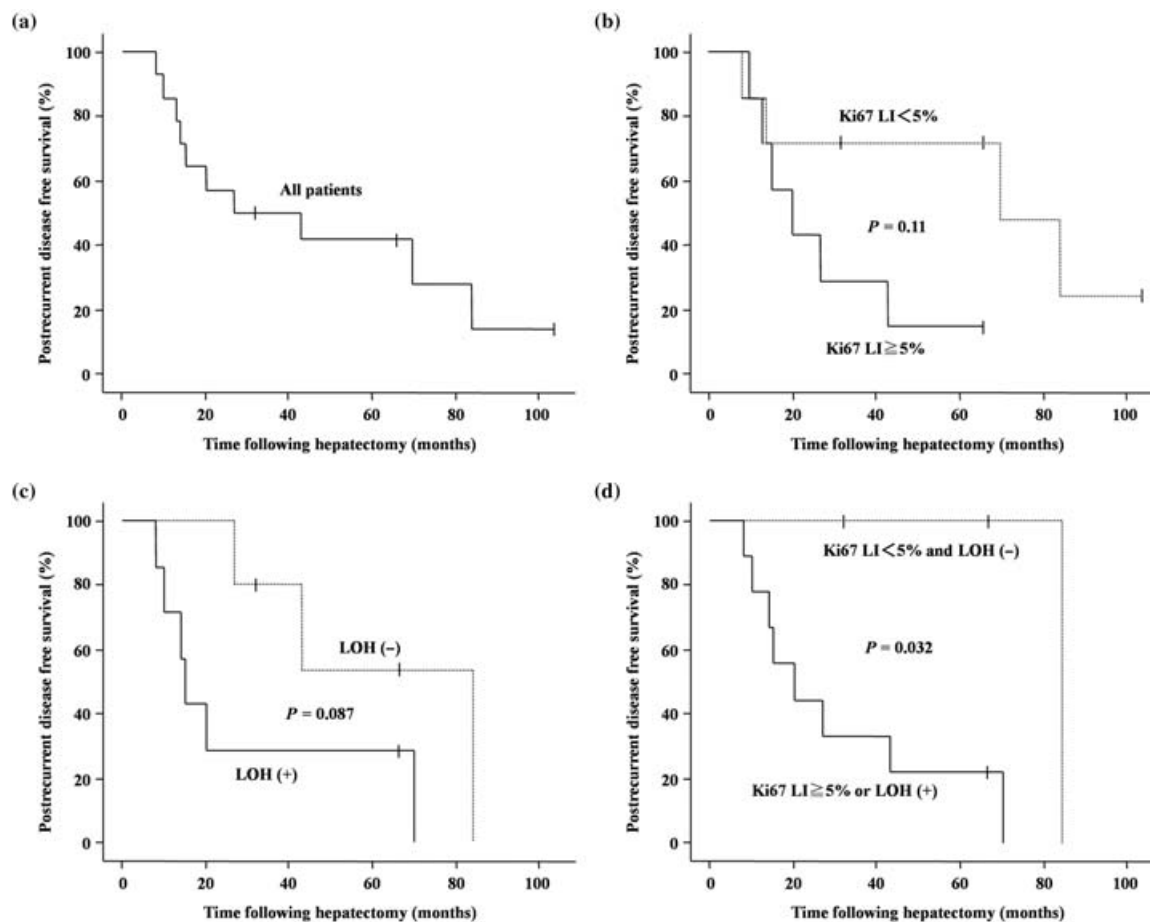 (a)
Postrecurrent disease free survival (%)
100
80
60
40
20
0
All patients
0 20 40 60 80 100
Time following hepatectomy (months)
(b)
Postrecurrent disease free survival (%)
100
80
60
40
20
0
Ki67 LI＜5%
P = 0.11
Ki67 LI≧5%
0 20 40 60 80 100
Time following hepatectomy (months)
(c)
Postrecurrent disease free survival (%)
100
80
60
40
20
0
LOH (–)
P = 0.087
LOH (+)
0 20 40 60 80 100
Time following hepatectomy (months)
(d)
Postrecurrent disease free survival (%)
100
80
60
40
20
0
Ki67 LI＜5% and LOH (–)
P = 0.032
Ki67 LI≧5% or LOH (+)
0 20 40 60 80 100
Time following hepatectomy (months)